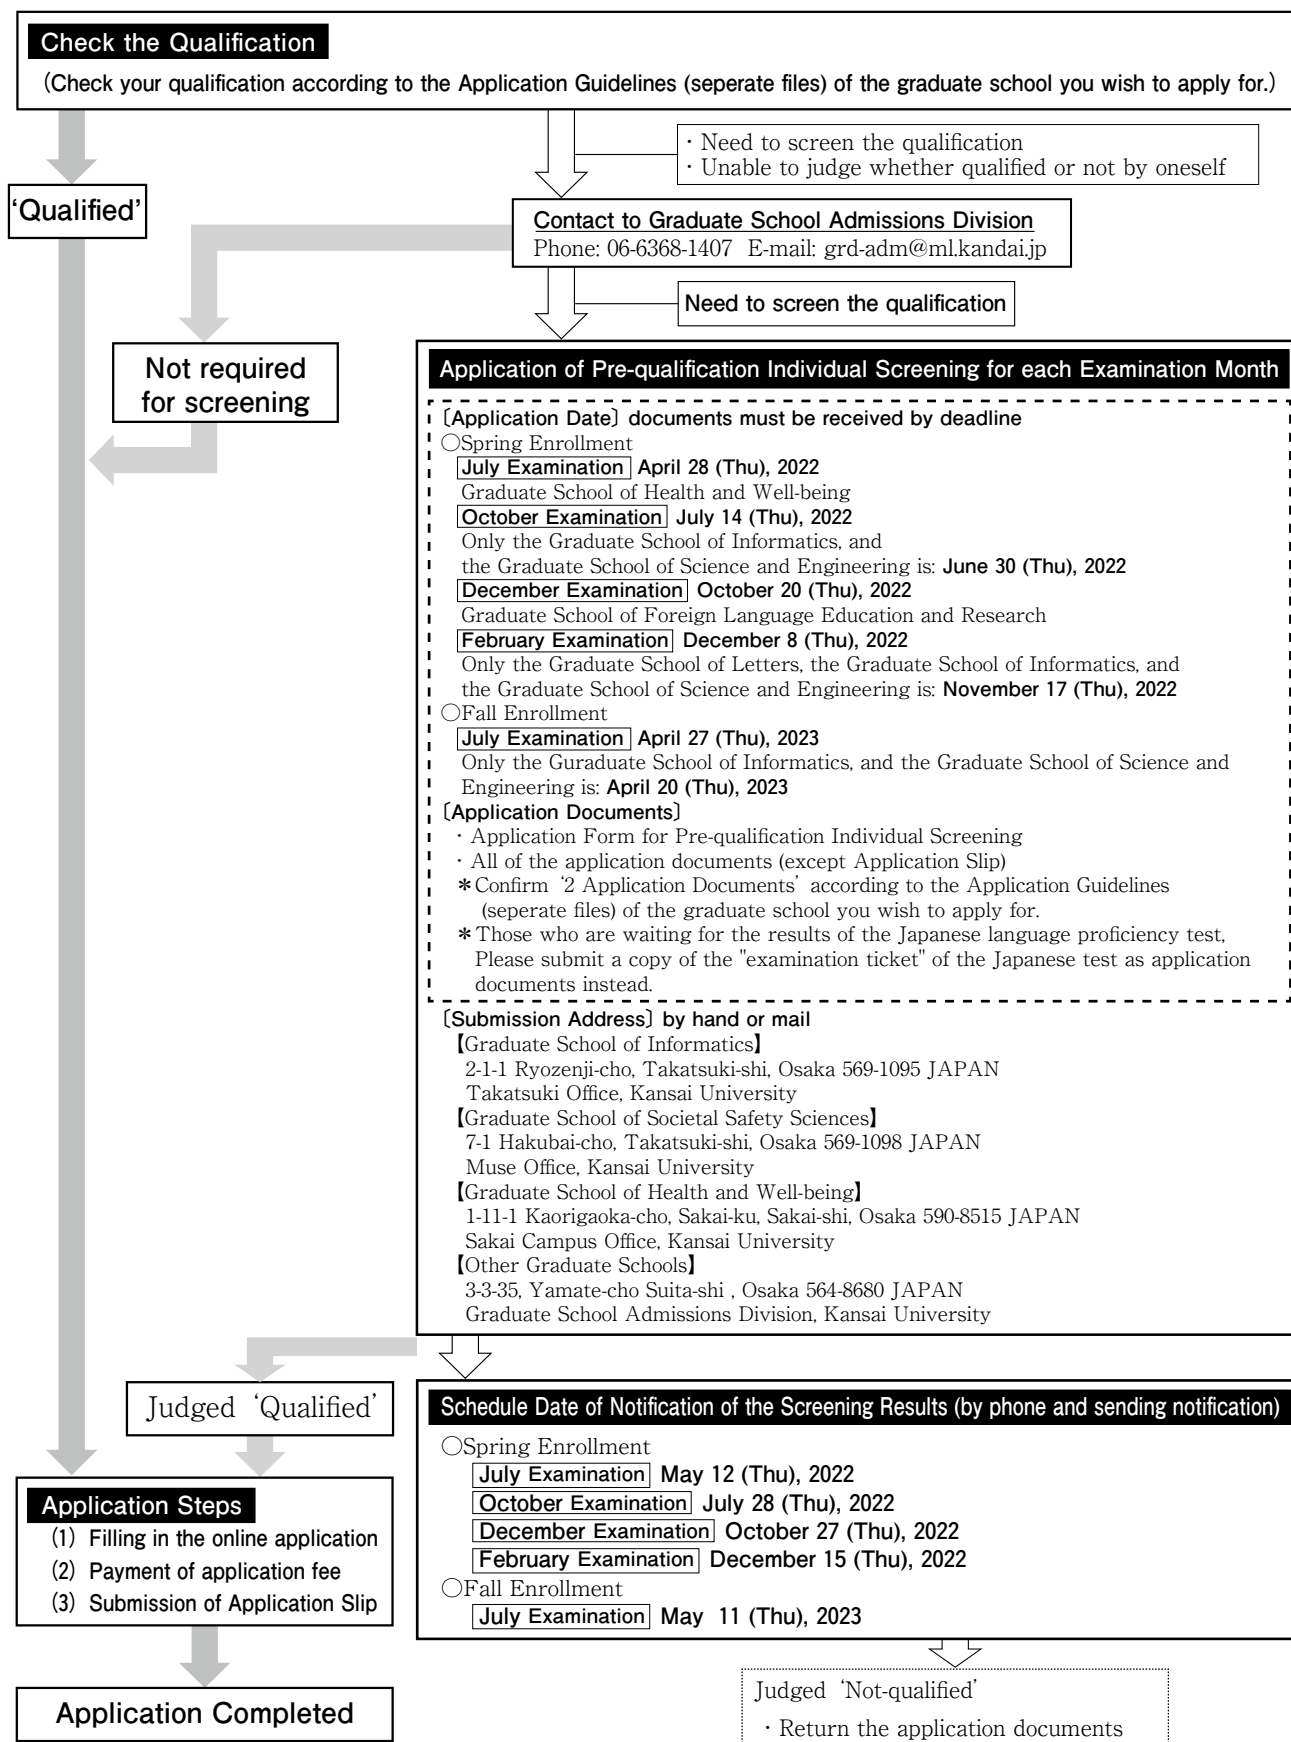 Check the Qualification
(Check your qualification according to the Application Guidelines (seperate files) of the graduate school you wish to apply for.)
・Need to screen the qualification
・Unable to judge whether qualified or not by oneself
‘Qualified’
Contact to Graduate School Admissions Division
Phone: 06-6368-1407 E-mail: grd-adm@ml.kandai.jp
Need to screen the qualification
Not required
for screening
Application of Pre-qualification Individual Screening for each Examination Month
〔Application Date〕documents must be received by deadline
○Spring Enrollment
July Examination April 28 (Thu), 2022
Graduate School of Health and Well-being
October Examination July 14 (Thu), 2022
Only the Graduate School of Informatics, and
the Graduate School of Science and Engineering is: June 30 (Thu), 2022
December Examination October 20 (Thu), 2022
Graduate School of Foreign Language Education and Research
February Examination December 8 (Thu), 2022
Only the Graduate School of Letters, the Graduate School of Informatics, and
the Graduate School of Science and Engineering is: November 17 (Thu), 2022
○Fall Enrollment
July Examination April 27 (Thu), 2023
Only the Guraduate School of Informatics, and the Graduate School of Science and
Engineering is: April 20 (Thu), 2023
〔Application Documents〕
・Application Form for Pre-qualification Individual Screening
・All of the application documents (except Application Slip)
＊Confirm ‘2 Application Documents’ according to the Application Guidelines
(seperate files) of the graduate school you wish to apply for.
＊Those who are waiting for the results of the Japanese language proficiency test,
Please submit a copy of the "examination ticket" of the Japanese test as application
documents instead.
〔Submission Address〕by hand or mail
【Graduate School of Informatics】
2-1-1 Ryozenji-cho, Takatsuki-shi, Osaka 569-1095 JAPAN
Takatsuki Office, Kansai University
【Graduate School of Societal Safety Sciences】
7-1 Hakubai-cho, Takatsuki-shi, Osaka 569-1098 JAPAN
Muse Office, Kansai University
【Graduate School of Health and Well-being】
1-11-1 Kaorigaoka-cho, Sakai-ku, Sakai-shi, Osaka 590-8515 JAPAN
Sakai Campus Office, Kansai University
【Other Graduate Schools】
3-3-35, Yamate-cho Suita-shi , Osaka 564-8680 JAPAN
Graduate School Admissions Division, Kansai University
Judged ‘Qualified’
Schedule Date of Notification of the Screening Results (by phone and sending notification)
○Spring Enrollment
July Examination May 12 (Thu), 2022
October Examination July 28 (Thu), 2022
December Examination October 27 (Thu), 2022
February Examination December 15 (Thu), 2022
○Fall Enrollment
July Examination May 11 (Thu), 2023
Application Steps
(1) Filling in the online application
(2) Payment of application fee
(3) Submission of Application Slip
Application Completed
Judged ‘Not-qualified’
・Return the application documents